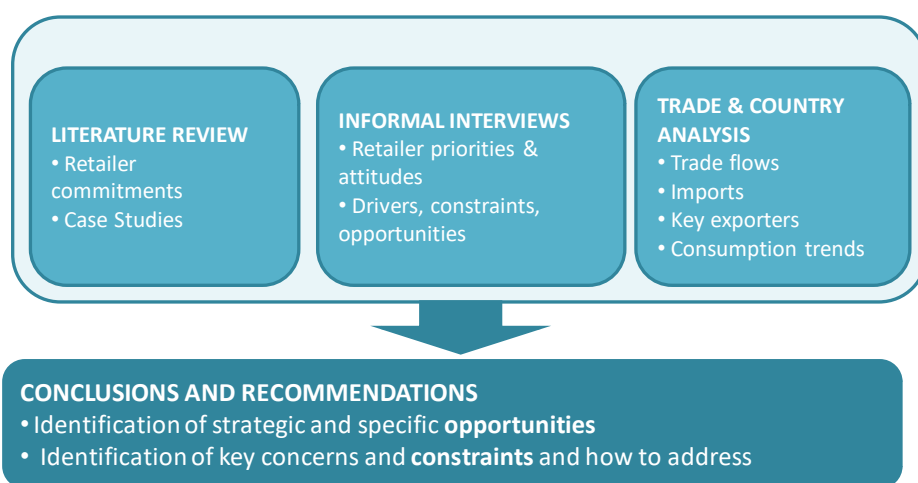 LITERATURE REVIEW
• Retailer
commitments
• Case Studies
INFORMAL INTERVIEWS
• Retailer priorities &
attitudes
• Drivers, constraints,
opportunities
TRADE & COUNTRY
ANALYSIS
• Trade flows
• Imports
• Key exporters
• Consumption trends
CONCLUSIONS AND RECOMMENDATIONS
• Identification of strategic and specific opportunities
• Identification of key concerns and constraints and how to address